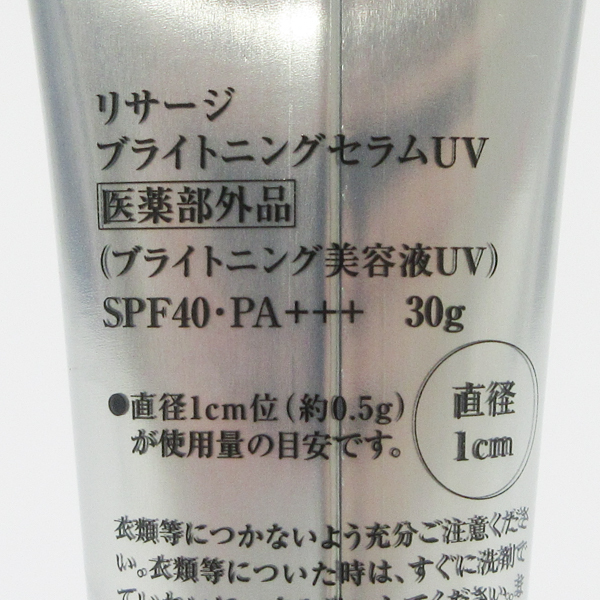 リサージ
ブライトニングセラムUV
医薬部外品
(ブライトニング美容液UV)
SPF40・PA+++ 30g
●直径1cm位(約0.5g)
が使用量の目安です。
直径
1cm
衣類等につかないよう充分ご注意くださ
い。衣類等についた時は、すぐに洗剤で